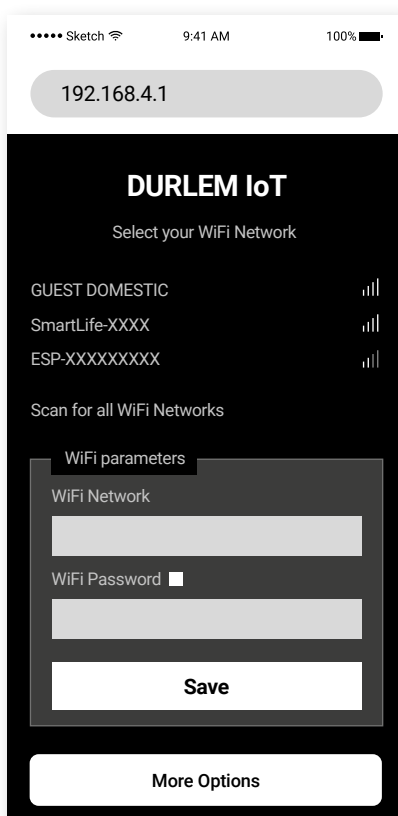 ••••• Sketch 9:41 AM 100%
192.168.4.1
DURLEM IoT
Select your WiFi Network
GUEST DOMESTIC
SmartLife-XXXX
ESP-XXXXXXXXX
Scan for all WiFi Networks
WiFi parameters
WiFi Network
WiFi Password
Save
More Options